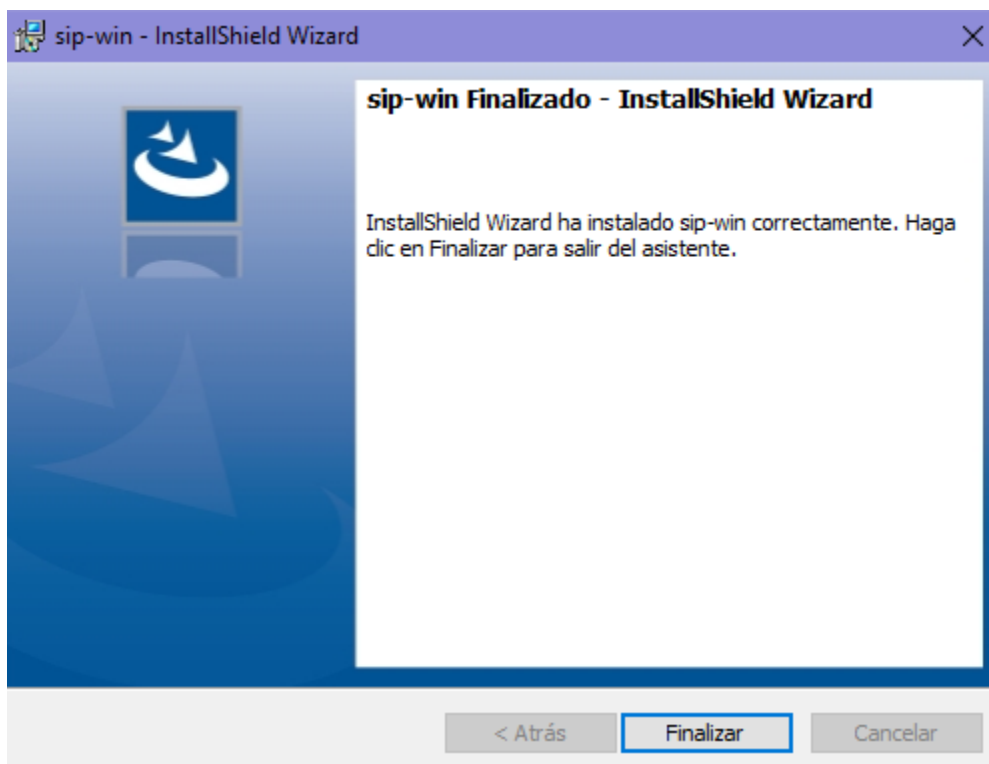 sip-win - InstallShield Wizard
sip-win Finalizado - InstallShield Wizard
InstallShield Wizard ha instalado sip-win correctamente. Haga
clic en Finalizar para salir del asistente.
< Atrás
Finalizar
Cancelar